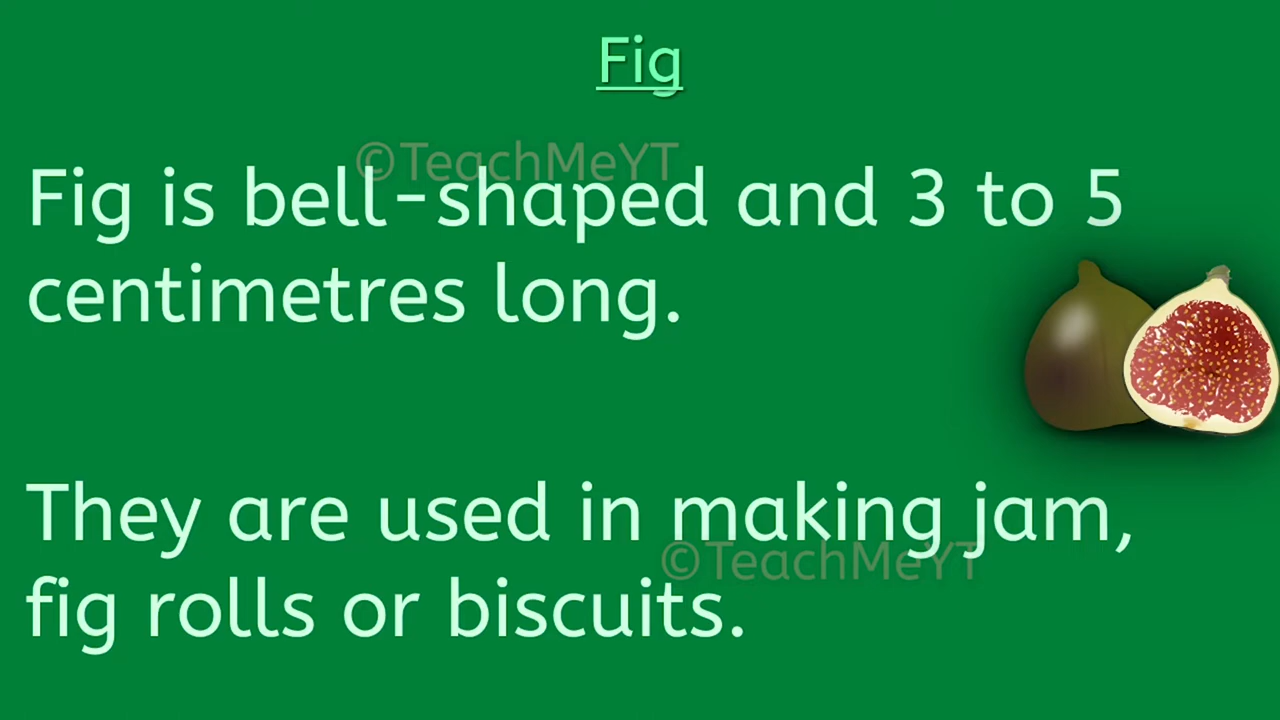 Fig
©TeachMeYT
Fig is bell-shaped and 3 to 5
centimetres long.
They are used in making jam,
©TeachMeYT
fig rolls or biscuits.